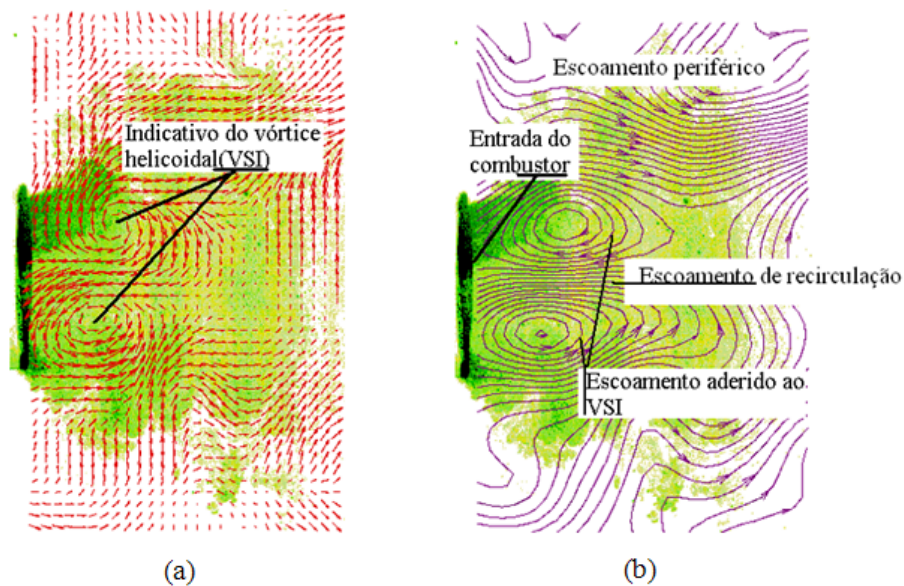 Indicativo do vórtice
helicoidal(VSI)
(a)
Escoamento periférico
Entrada do
combustor
Escoamento de recirculação
Escoamento aderido ao
VSI
(b)